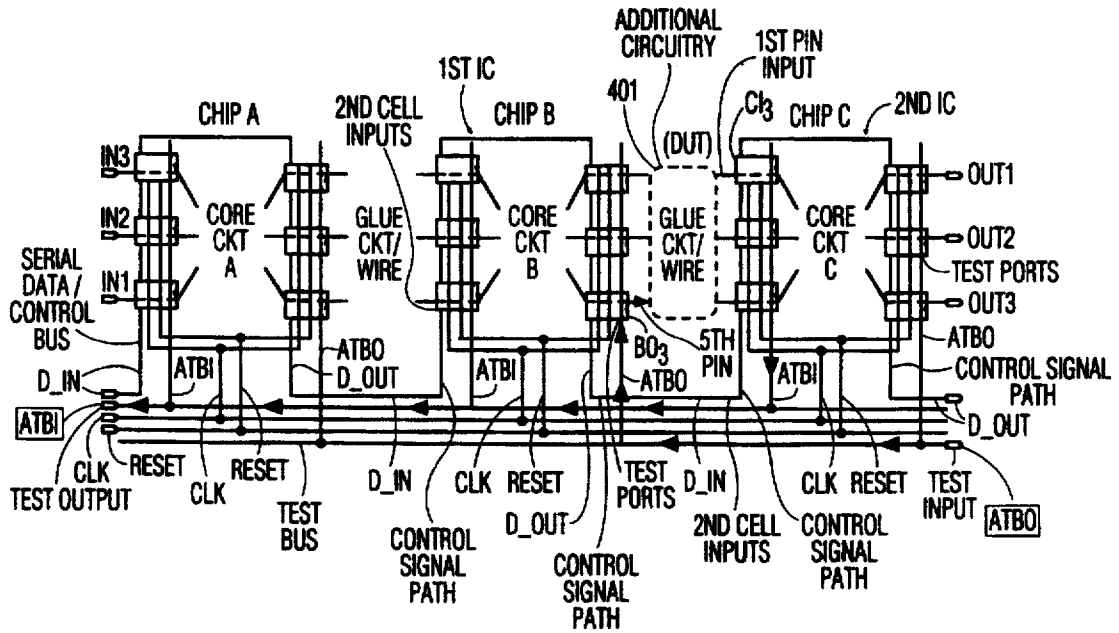 ADDITIONAL
CIRCUITRY
1ST PIN
INPUT
1ST IC
401
CI3
2ND IC
CHIP A
2ND CELL
INPUTS
CHIP B
(DUT)
CHIP C
IN3
IN2
IN1
CORE
CKT
A
GLUE
CKT/
WIRE
CORE
CKT
B
GLUE
CKT/
WIRE
CORE
CKT
C
OUT1
OUT2
TEST PORTS
OUT3
SERIAL
DATA /
CONTROL
BUS
BO3
5TH
PIN
D_IN
ATBI
ATBO
D_OUT
ATBI
ATBO
ATBI
ATBO
CONTROL SIGNAL
PATH
ATBI
D_IN
D_IN
D_OUT
CLK
RESET
TEST OUTPUT
CLK
RESET
TEST
BUS
D_IN
CONTROL
SIGNAL
PATH
CLK
RESET
D_OUT
TEST
PORTS
CONTROL
SIGNAL
PATH
D_IN
2ND CELL
INPUTS
CLK
RESET
CONTROL
SIGNAL
PATH
TEST
INPUT
ATBO